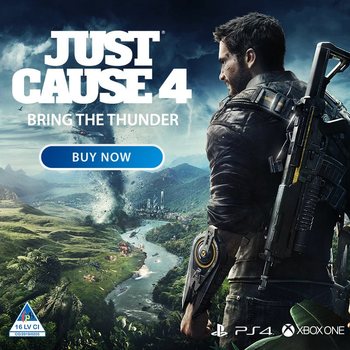 JUST
CAUSE 4
BRING THE THUNDER
BUY NOW
16 LV CI
PS4 XBOX ONE